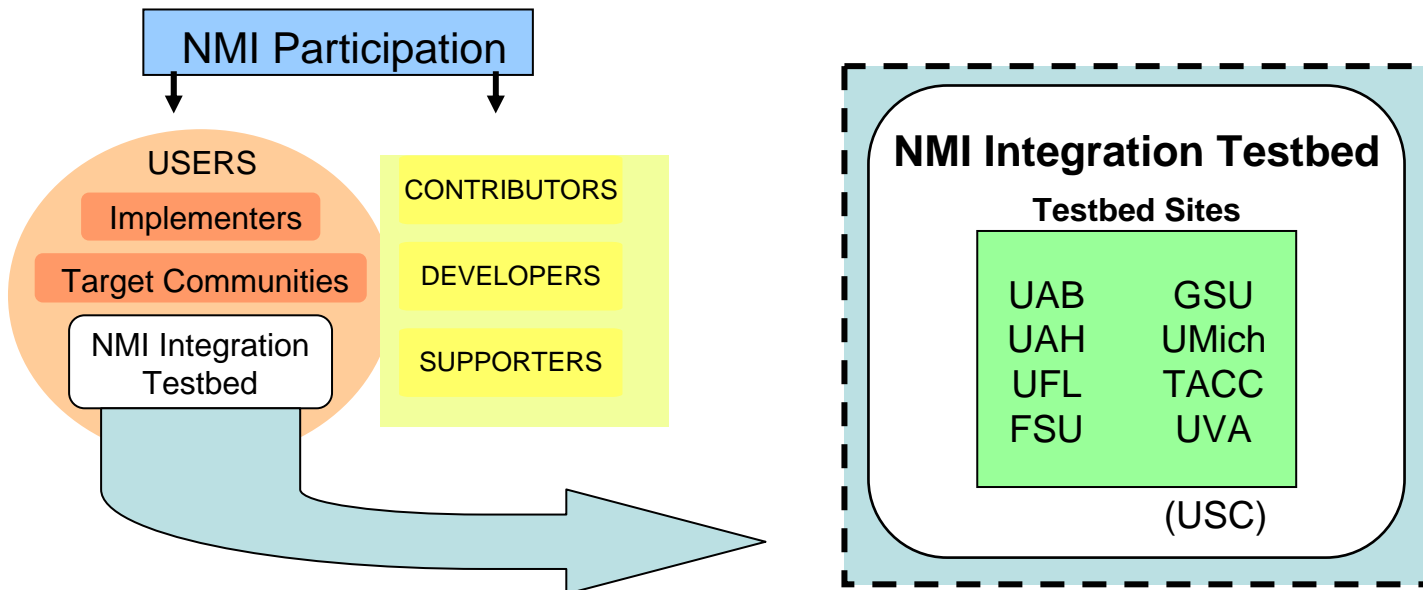 NMI Participation
USERS
Implementers
Target Communities
NMI Integration
Testbed
CONTRIBUTORS
DEVELOPERS
SUPPORTERS
NMI Integration Testbed
Testbed Sites
UAB GSU
UAH UMich
UFL TACC
FSU UVA
(USC)